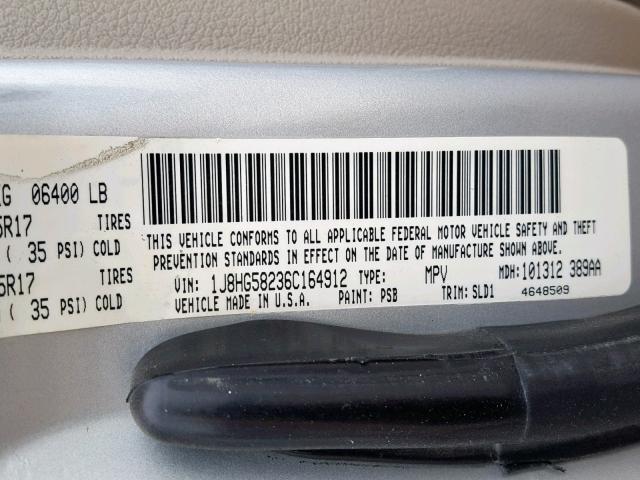 KG 06400 LB
5R17 TIRES
( 35 PSI) COLD
5R17 TIRES
( 35 PSI) COLD
THIS VEHICLE CONFORMS TO ALL APPLICABLE FEDERAL MOTOR VEHICLE SAFETY AND THEFT
PREVENTION STANDARDS IN EFFECT ON THE DATE OF MANUFACTURE SHOWN ABOVE.
VIN: 1J8HG58236C164912 TYPE: MPV MDH: 101312 389AA
VEHICLE MADE IN U.S.A. PAINT: PSB TRIM: SLD1 4648509